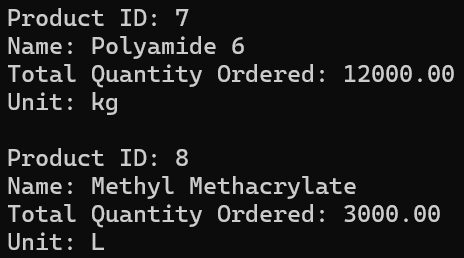 Product ID: 7
Name: Polyamide 6
Total Quantity Ordered: 12000.00
Unit: kg
Product ID: 8
Name: Methyl Methacrylate
Total Quantity Ordered: 3000.00
Unit: L